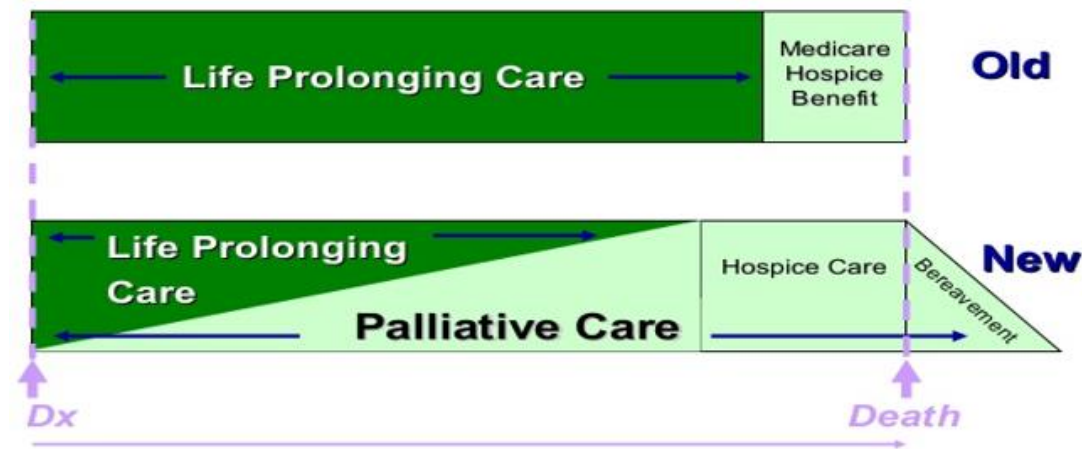 Life Prolonging Care
Medicare
Hospice
Benefit
Old
Life Prolonging
Care
Hospice Care
Bereavement
New
Palliative Care
Dx
Death